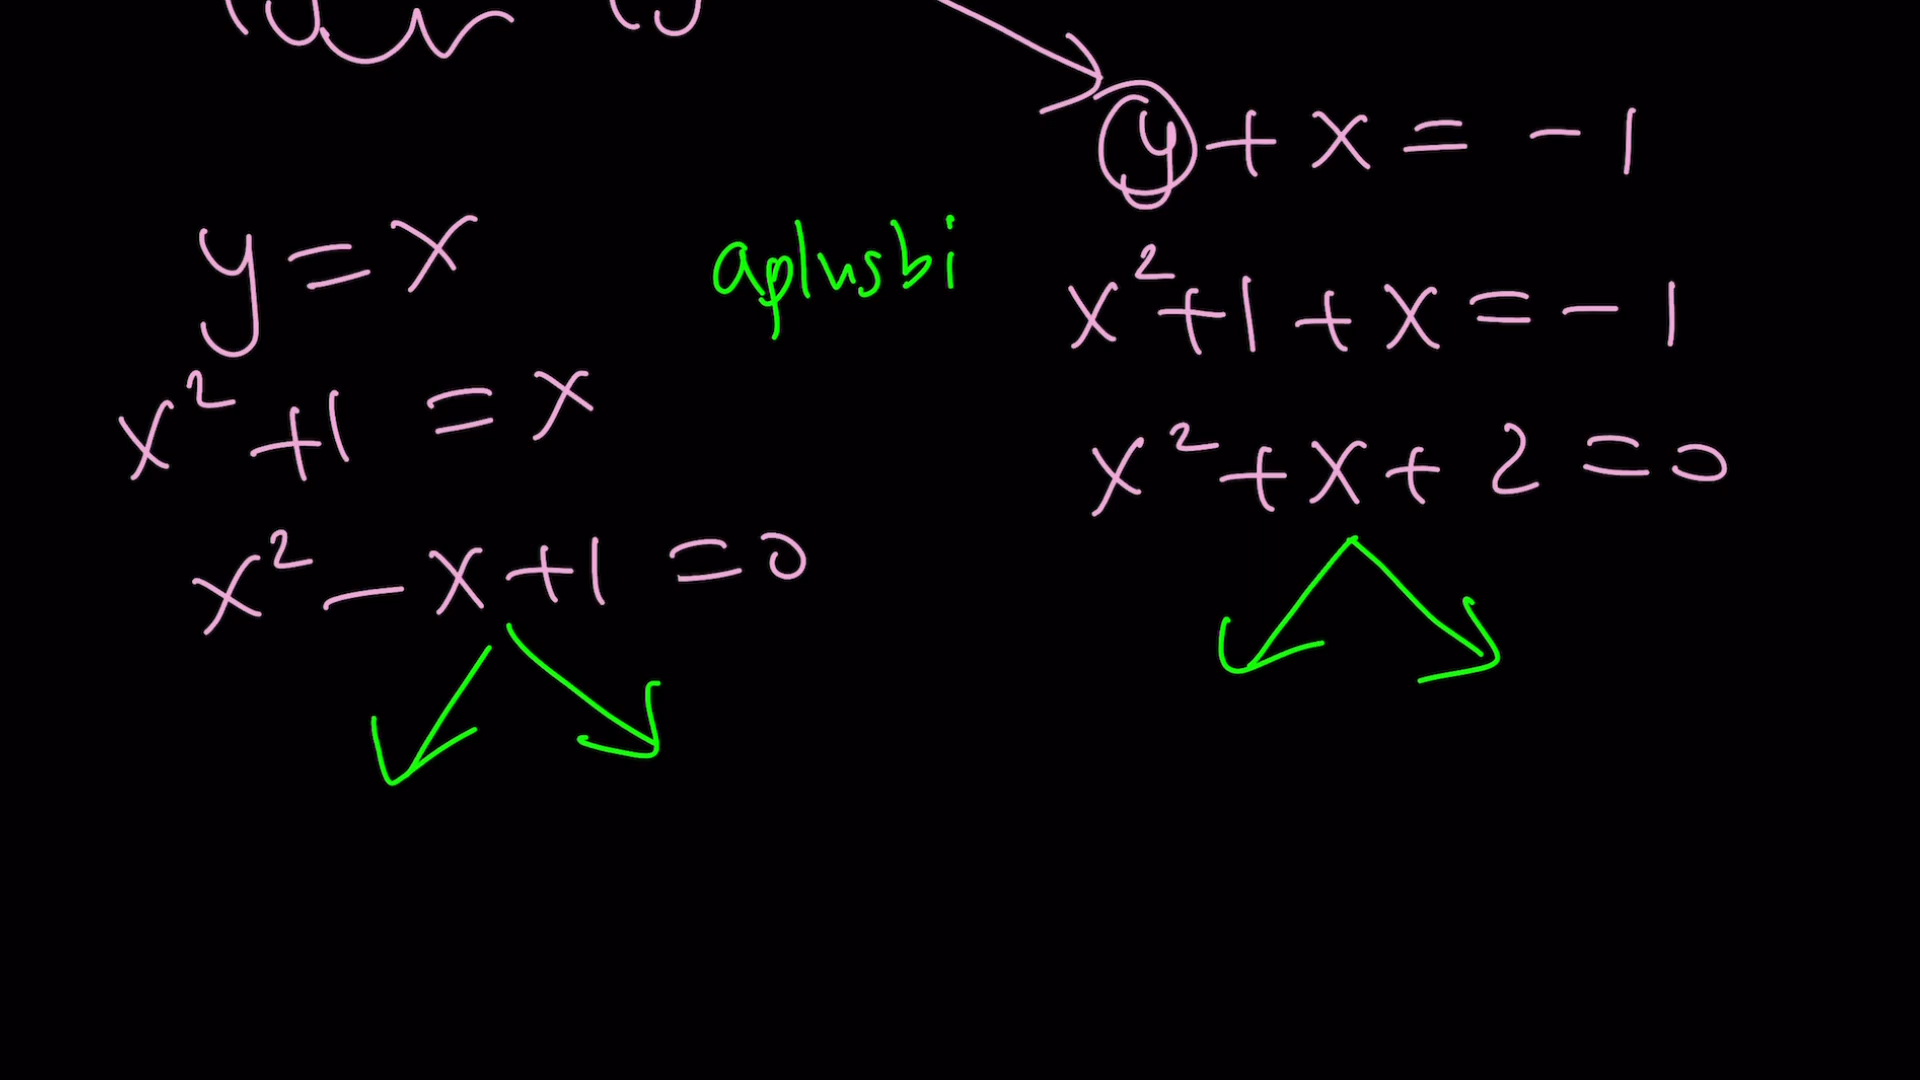 y = x
x² + 1 = x
x² - x + 1 = 0
aplusbi
y + x = - 1
x² + 1 + x = - 1
x² + x + 2 = 0